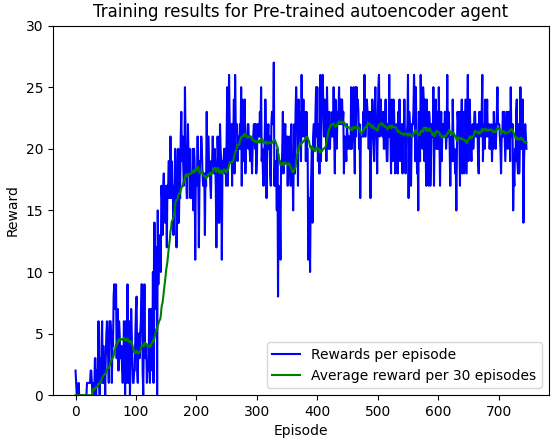 Training results for Pre-trained autoencoder agent
30
25
20
15
10
5
0
Reward
0 100 200 300 400 500 600 700
Episode
Rewards per episode
Average reward per 30 episodes